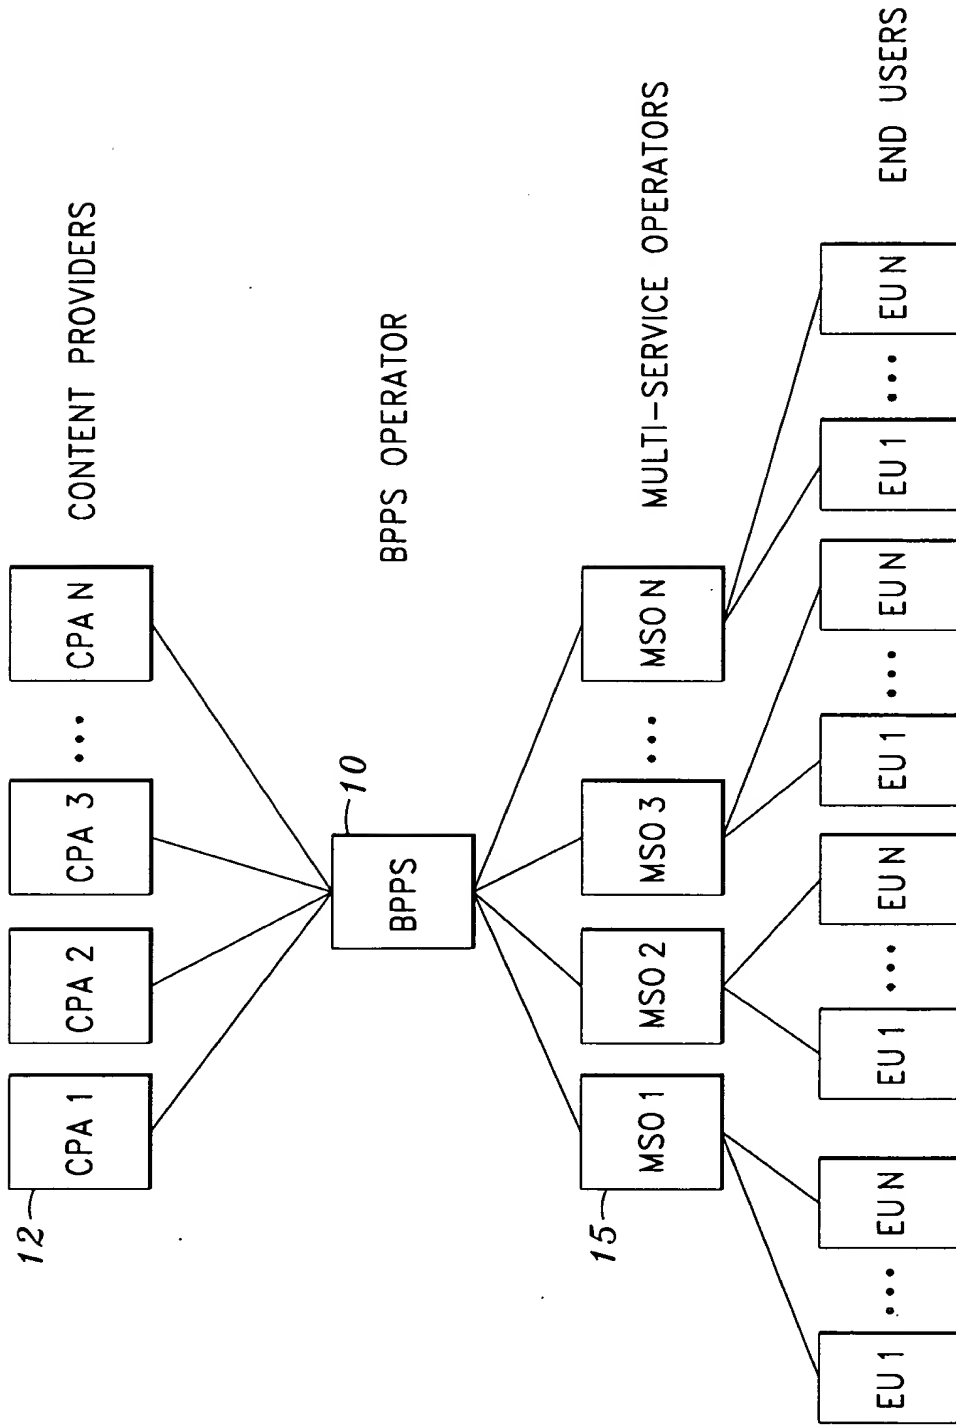 CPA 1 CPA 2 CPA 3 ••• CPA N CONTENT PROVIDERS
12
BPPS BPPS OPERATOR
10
MSO 1 MSO 2 MSO 3 ••• MSO N MULTI-SERVICE OPERATORS
15
EU 1 ••• EU N EU 1 ••• EU N EU 1 ••• EU N EU 1 ••• EU N END USERS